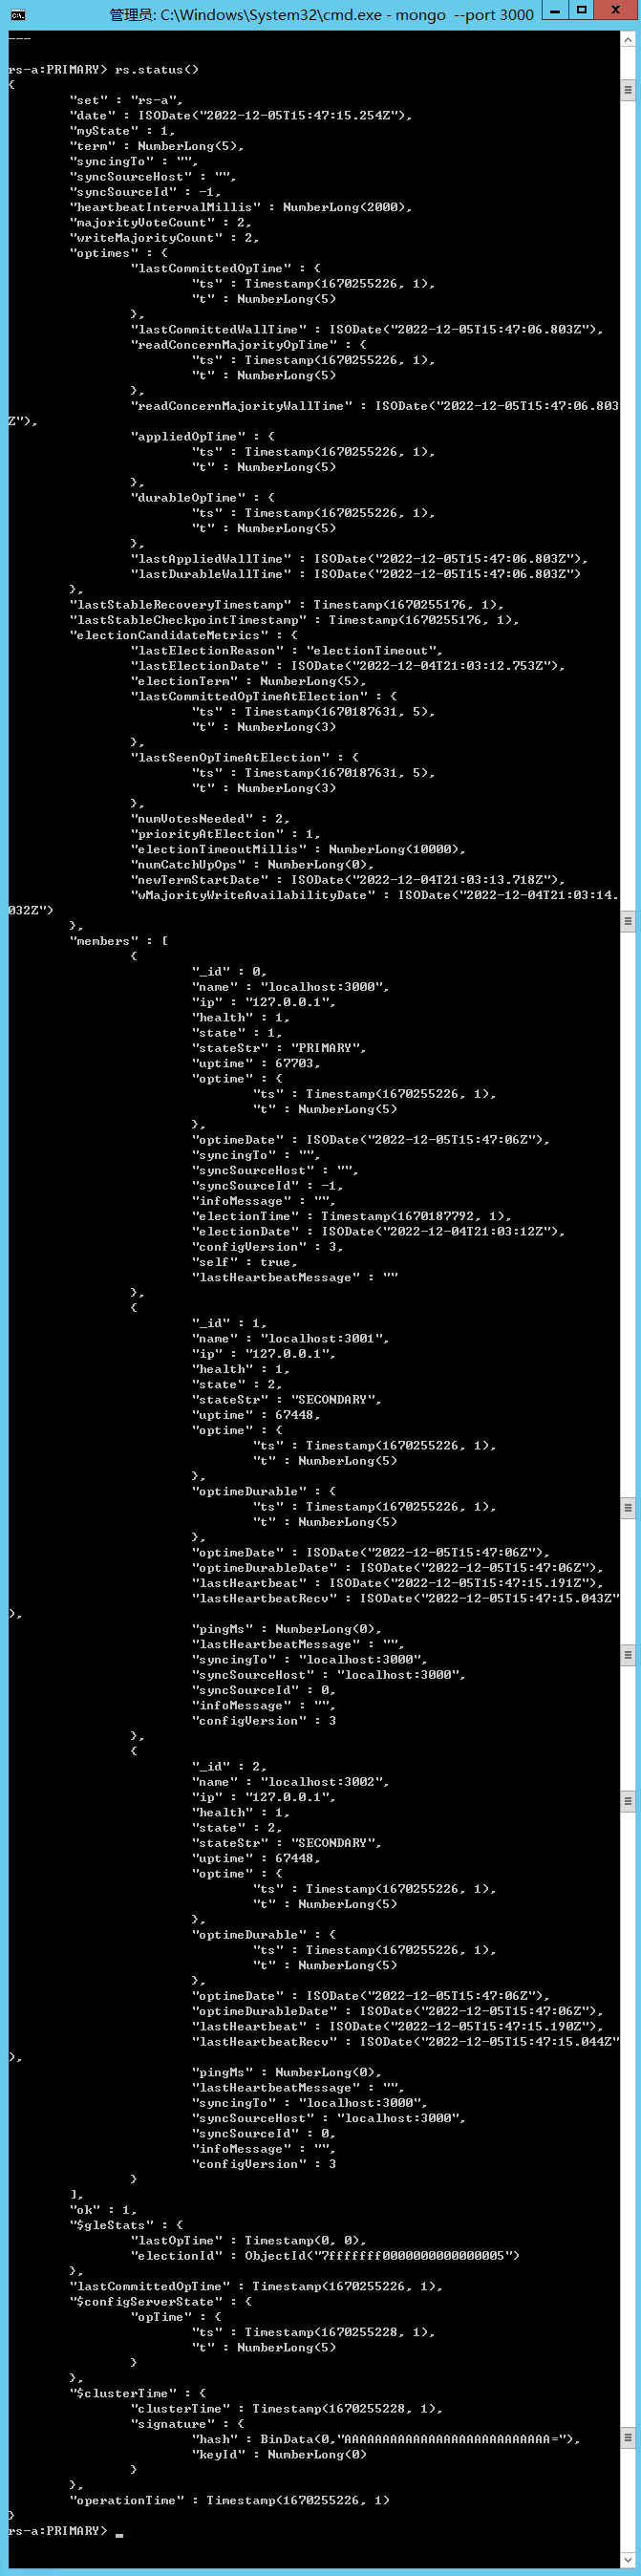 管理员: C:\Windows\System32\cmd.exe - mongo  --port 3000
---
rs-a:PRIMARY> rs.status()
{
        "set" : "rs-a",
        "date" : ISODate("2022-12-05T15:47:15.254Z"),
        "myState" : 1,
        "term" : NumberLong(5),
        "syncingTo" : "",
        "syncSourceHost" : "",
        "syncSourceId" : -1,
        "heartbeatIntervalMillis" : NumberLong(2000),
        "majorityVoteCount" : 2,
        "writeMajorityCount" : 2,
        "optimes" : {
                "lastCommittedOpTime" : {
                        "ts" : Timestamp(1670255226, 1),
                        "t" : NumberLong(5)
                },
                "lastCommittedWallTime" : ISODate("2022-12-05T15:47:06.803Z"),
                "readConcernMajorityOpTime" : {
                        "ts" : Timestamp(1670255226, 1),
                        "t" : NumberLong(5)
                },
                "readConcernMajorityWallTime" : ISODate("2022-12-05T15:47:06.803
Z"),
                "appliedOpTime" : {
                        "ts" : Timestamp(1670255226, 1),
                        "t" : NumberLong(5)
                },
                "durableOpTime" : {
                        "ts" : Timestamp(1670255226, 1),
                        "t" : NumberLong(5)
                },
                "lastAppliedWallTime" : ISODate("2022-12-05T15:47:06.803Z"),
                "lastDurableWallTime" : ISODate("2022-12-05T15:47:06.803Z")
        },
        "lastStableRecoveryTimestamp" : Timestamp(1670255176, 1),
        "lastStableCheckpointTimestamp" : Timestamp(1670255176, 1),
        "electionCandidateMetrics" : {
                "lastElectionReason" : "electionTimeout",
                "lastElectionDate" : ISODate("2022-12-04T21:03:12.753Z"),
                "electionTerm" : NumberLong(5),
                "lastCommittedOpTimeAtElection" : {
                        "ts" : Timestamp(1670187631, 5),
                        "t" : NumberLong(3)
                },
                "lastSeenOpTimeAtElection" : {
                        "ts" : Timestamp(1670187631, 5),
                        "t" : NumberLong(3)
                },
                "numVotesNeeded" : 2,
                "priorityAtElection" : 1,
                "electionTimeoutMillis" : NumberLong(10000),
                "numCatchUpOps" : NumberLong(0),
                "newTermStartDate" : ISODate("2022-12-04T21:03:13.718Z"),
                "wMajorityWriteAvailabilityDate" : ISODate("2022-12-04T21:03:14.
032Z")
        },
        "members" : [
                {
                        "_id" : 0,
                        "name" : "localhost:3000",
                        "ip" : "127.0.0.1",
                        "health" : 1,
                        "state" : 1,
                        "stateStr" : "PRIMARY",
                        "uptime" : 67703,
                        "optime" : {
                                "ts" : Timestamp(1670255226, 1),
                                "t" : NumberLong(5)
                        },
                        "optimeDate" : ISODate("2022-12-05T15:47:06Z"),
                        "syncingTo" : "",
                        "syncSourceHost" : "",
                        "syncSourceId" : -1,
                        "infoMessage" : "",
                        "electionTime" : Timestamp(1670187792, 1),
                        "electionDate" : ISODate("2022-12-04T21:03:12Z"),
                        "configVersion" : 3,
                        "self" : true,
                        "lastHeartbeatMessage" : ""
                },
                {
                        "_id" : 1,
                        "name" : "localhost:3001",
                        "ip" : "127.0.0.1",
                        "health" : 1,
                        "state" : 2,
                        "stateStr" : "SECONDARY",
                        "uptime" : 67448,
                        "optime" : {
                                "ts" : Timestamp(1670255226, 1),
                                "t" : NumberLong(5)
                        },
                        "optimeDurable" : {
                                "ts" : Timestamp(1670255226, 1),
                                "t" : NumberLong(5)
                        },
                        "optimeDate" : ISODate("2022-12-05T15:47:06Z"),
                        "optimeDurableDate" : ISODate("2022-12-05T15:47:06Z"),
                        "lastHeartbeat" : ISODate("2022-12-05T15:47:15.191Z"),
                        "lastHeartbeatRecv" : ISODate("2022-12-05T15:47:15.043Z"
),
                        "pingMs" : NumberLong(0),
                        "lastHeartbeatMessage" : "",
                        "syncingTo" : "localhost:3000",
                        "syncSourceHost" : "localhost:3000",
                        "syncSourceId" : 0,
                        "infoMessage" : "",
                        "configVersion" : 3
                },
                {
                        "_id" : 2,
                        "name" : "localhost:3002",
                        "ip" : "127.0.0.1",
                        "health" : 1,
                        "state" : 2,
                        "stateStr" : "SECONDARY",
                        "uptime" : 67448,
                        "optime" : {
                                "ts" : Timestamp(1670255226, 1),
                                "t" : NumberLong(5)
                        },
                        "optimeDurable" : {
                                "ts" : Timestamp(1670255226, 1),
                                "t" : NumberLong(5)
                        },
                        "optimeDate" : ISODate("2022-12-05T15:47:06Z"),
                        "optimeDurableDate" : ISODate("2022-12-05T15:47:06Z"),
                        "lastHeartbeat" : ISODate("2022-12-05T15:47:15.190Z"),
                        "lastHeartbeatRecv" : ISODate("2022-12-05T15:47:15.044Z"
),
                        "pingMs" : NumberLong(0),
                        "lastHeartbeatMessage" : "",
                        "syncingTo" : "localhost:3000",
                        "syncSourceHost" : "localhost:3000",
                        "syncSourceId" : 0,
                        "infoMessage" : "",
                        "configVersion" : 3
                }
        ],
        "ok" : 1,
        "$gleStats" : {
                "lastOpTime" : Timestamp(0, 0),
                "electionId" : ObjectId("7fffffff0000000000000005")
        },
        "lastCommittedOpTime" : Timestamp(1670255226, 1),
        "$configServerState" : {
                "opTime" : {
                        "ts" : Timestamp(1670255228, 1),
                        "t" : NumberLong(5)
                }
        },
        "$clusterTime" : {
                "clusterTime" : Timestamp(1670255228, 1),
                "signature" : {
                        "hash" : BinData(0,"AAAAAAAAAAAAAAAAAAAAAAAAAAA="),
                        "keyId" : NumberLong(0)
                }
        },
        "operationTime" : Timestamp(1670255226, 1)
}
rs-a:PRIMARY>